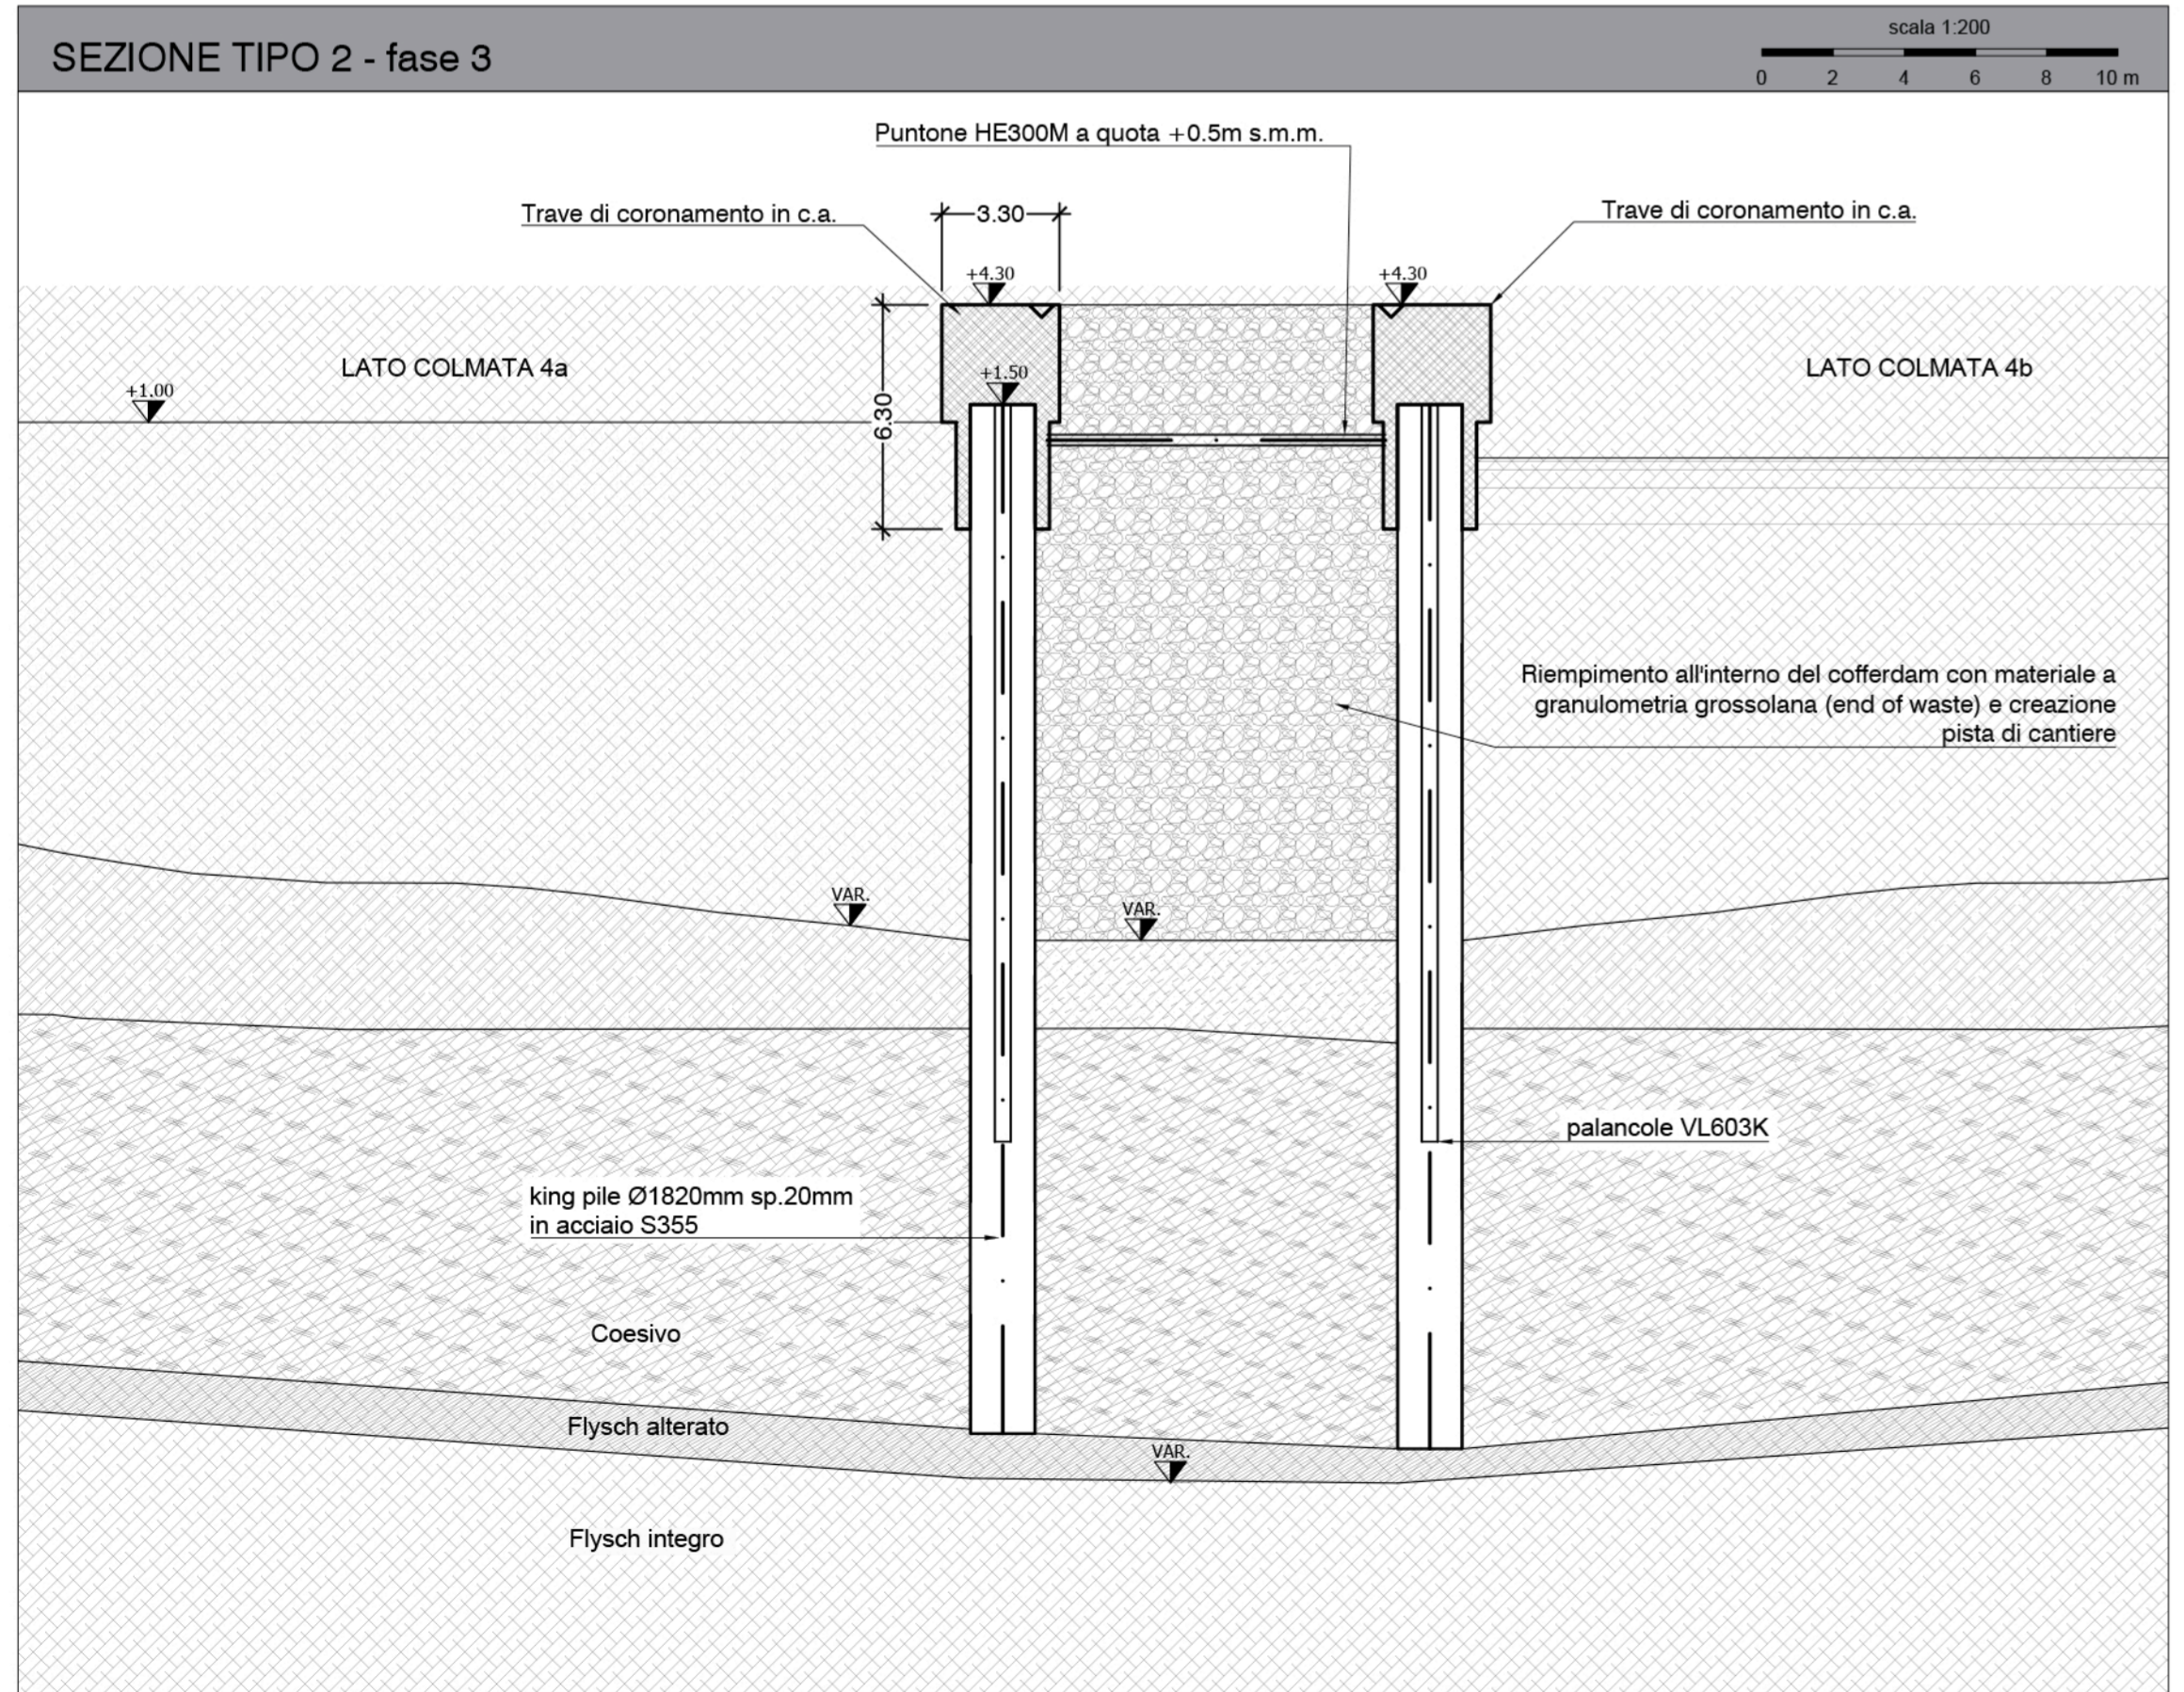 SEZIONE TIPO 2 - fase 3
scala 1:200
0 2 4 6 8 10 m
Puntone HE300M a quota +0.5m s.m.m.
Trave di coronamento in c.a.
3.30
Trave di coronamento in c.a.
+4.30
+4.30
LATO COLMATA 4a
+1.50
LATO COLMATA 4b
+1.00
6.30
Riempimento all'interno del cofferdam con materiale a
granulometria grossolana (end of waste) e creazione
pista di cantiere
VAR.
VAR.
palancole VL603K
king pile Ø1820mm sp.20mm
in acciaio S355
Coesivo
Flysch alterato
VAR.
Flysch integro